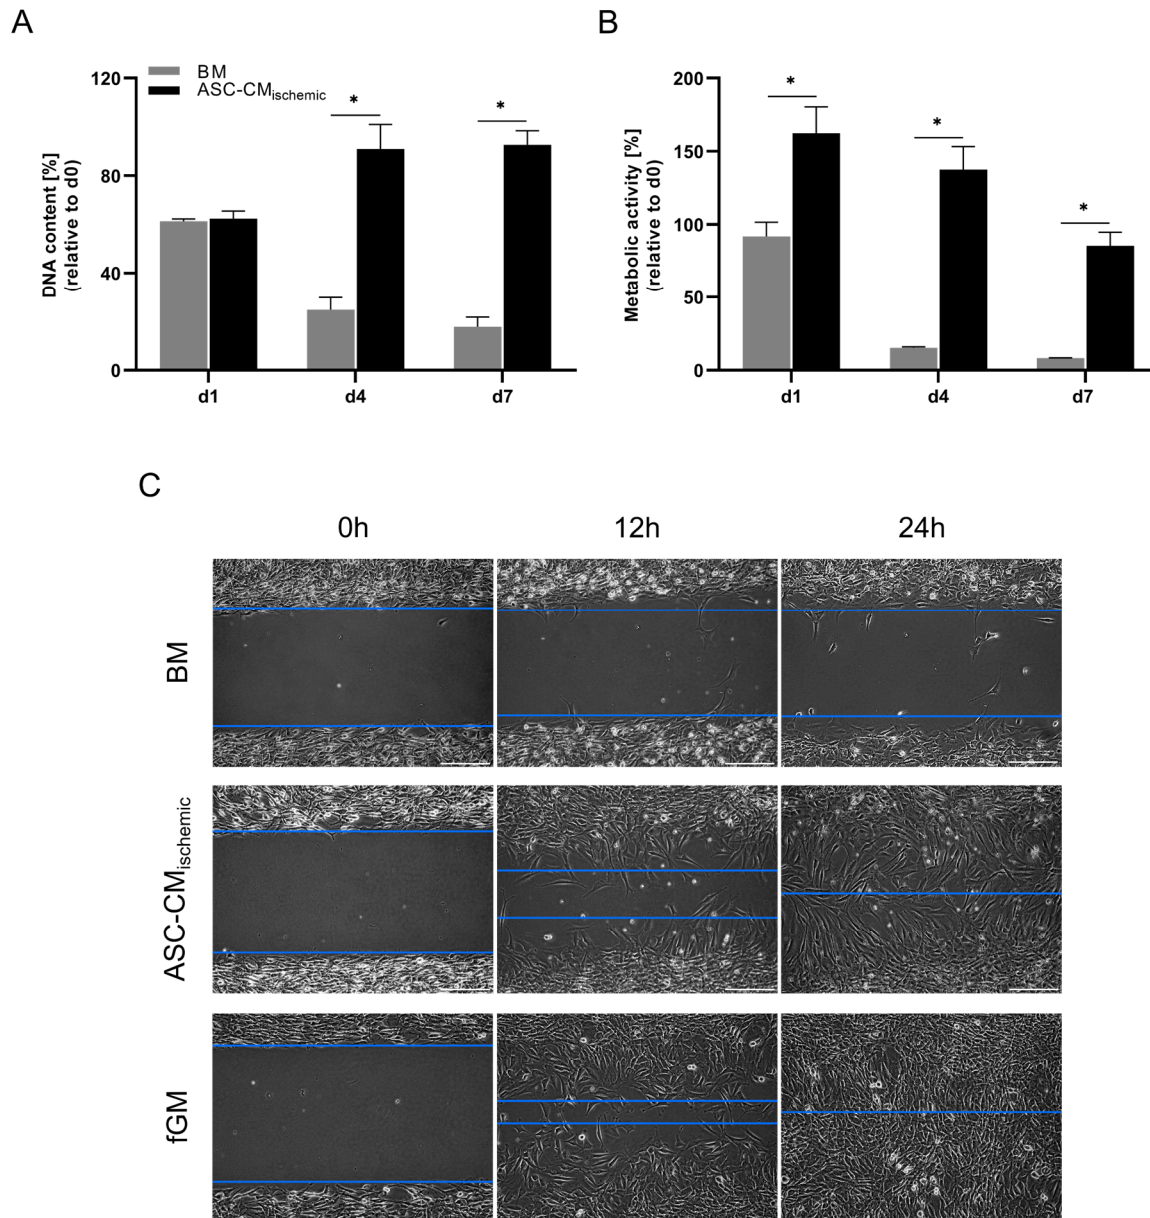 A
BM
ASC-CMischemic
DNA content [%]
(relative to d0)
120
80
40
0
*
*
d1
d4
d7
B
Metabolic activity [%]
(relative to d0)
200
150
100
50
0
*
*
*
d1
d4
d7
C
0h
12h
24h
BM
ASC-CMischemic
fGM